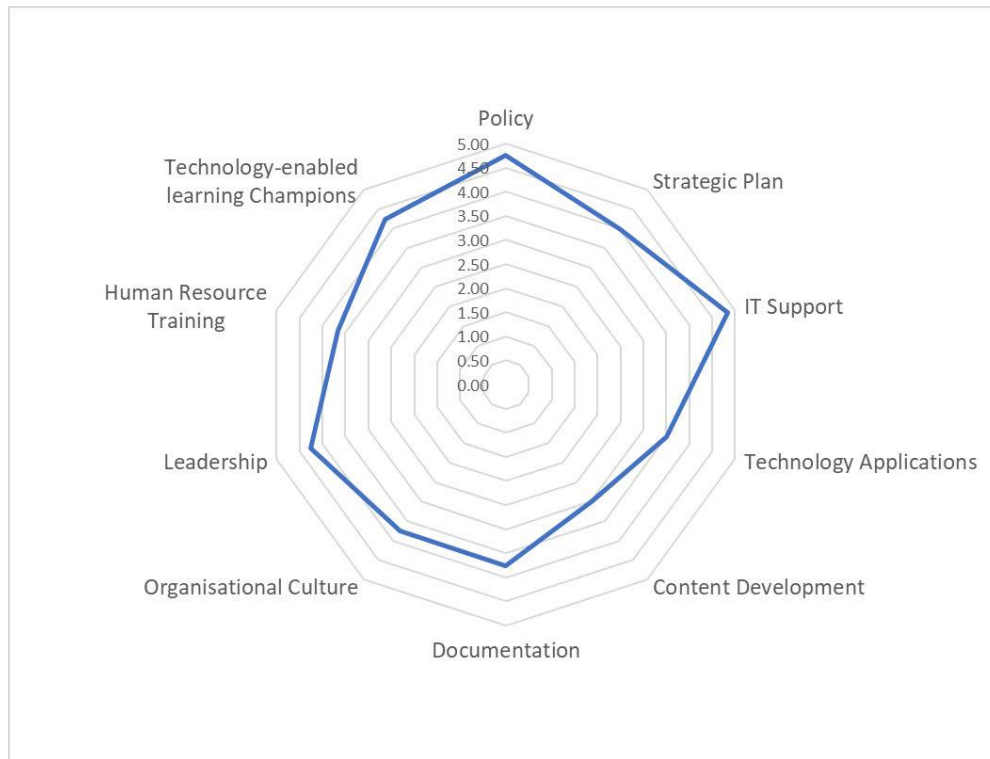 Policy
5.00
4.50
4.00
3.50
3.00
2.50
2.00
1.50
1.00
0.50
0.00
Strategic Plan
IT Support
Technology Applications
Content Development
Documentation
Organisational Culture
Leadership
Human Resource
Training
Technology-enabled
learning Champions